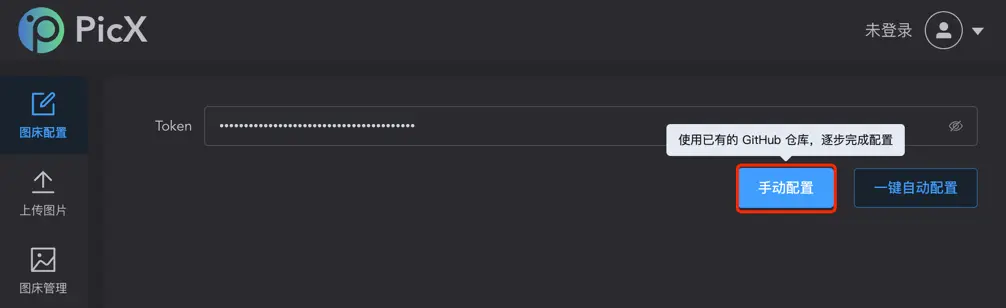 PicX
未登录
图床配置
Token
使用已有的 GitHub 仓库，逐步完成配置
手动配置
一键自动配置
上传图片
图床管理